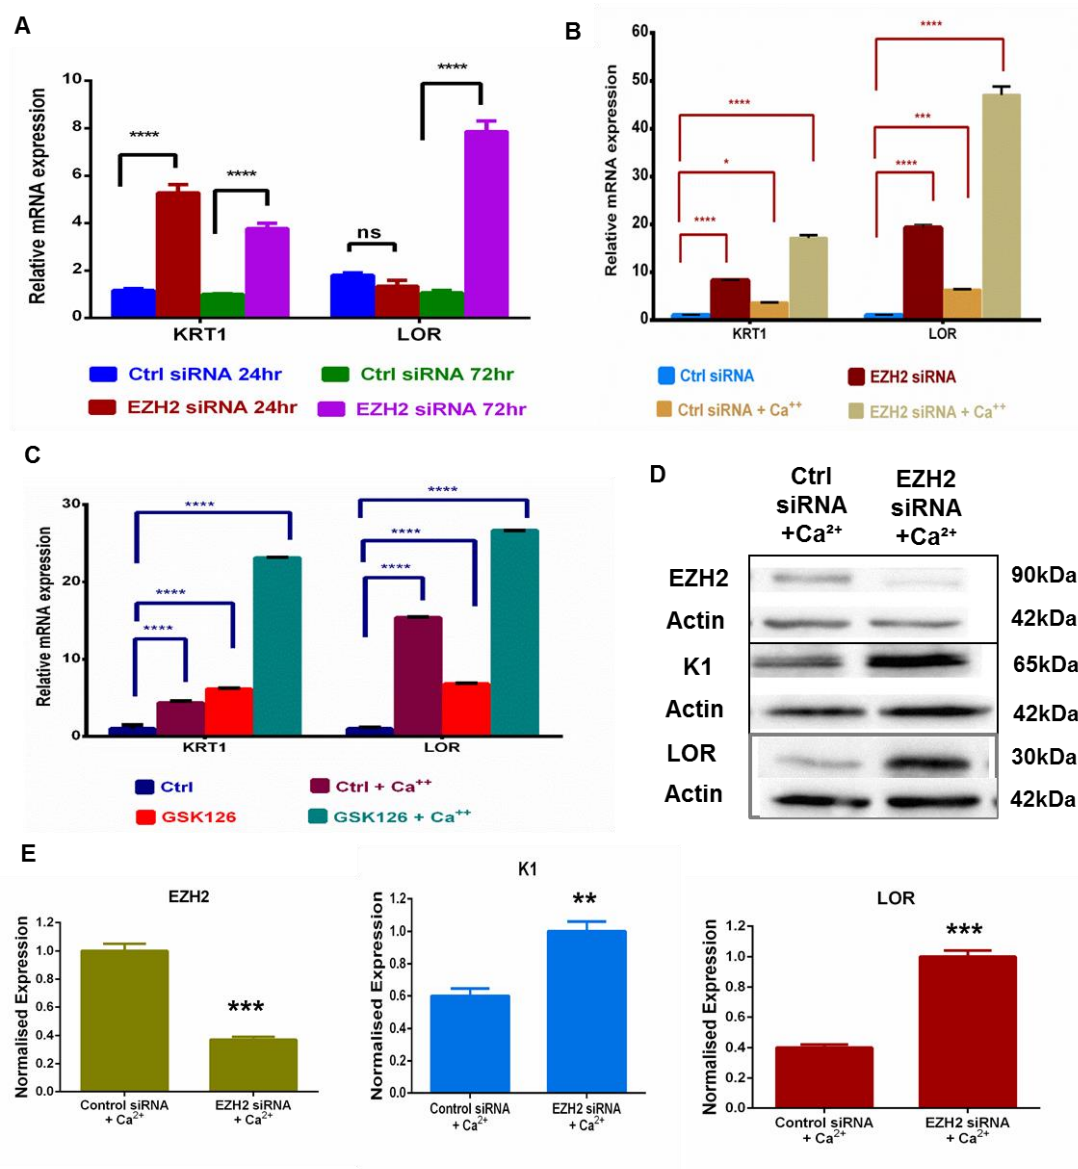 A
Relative mRNA expression
10
8
6
4
2
0
****
****
ns
****
KRT1
LOR
Ctrl siRNA 24hr
Ctrl siRNA 72hr
EZH2 siRNA 24hr
EZH2 siRNA 72hr
B
Relative mRNA expression
60
50
40
30
20
10
0
****
*
****
****
***
****
KRT1
LOR
Ctrl siRNA
EZH2 siRNA
Ctrl siRNA + Ca⁺⁺
EZH2 siRNA + Ca⁺⁺
C
Relative mRNA expression
30
20
10
0
****
****
****
****
****
****
KRT1
LOR
Ctrl
Ctrl + Ca⁺⁺
GSK126
GSK126 + Ca⁺⁺
D
Ctrl
siRNA
+Ca²⁺
EZH2
siRNA
+Ca²⁺
EZH2 90kDa
Actin 42kDa
K1 65kDa
Actin 42kDa
LOR 30kDa
Actin 42kDa
E
EZH2
Normalised Expression
1.2
1.0
0.8
0.6
0.4
0.2
0.0
***
Control siRNA
+ Ca²⁺
EZH2 siRNA
+ Ca²⁺
K1
Normalised Expression
1.2
1.0
0.8
0.6
0.4
0.2
0.0
**
Control siRNA
+ Ca²⁺
EZH2 siRNA
+ Ca²⁺
LOR
Normalised Expression
1.2
1.0
0.8
0.6
0.4
0.2
0.0
***
Control siRNA
+ Ca²⁺
EZH2 siRNA
+ Ca²⁺